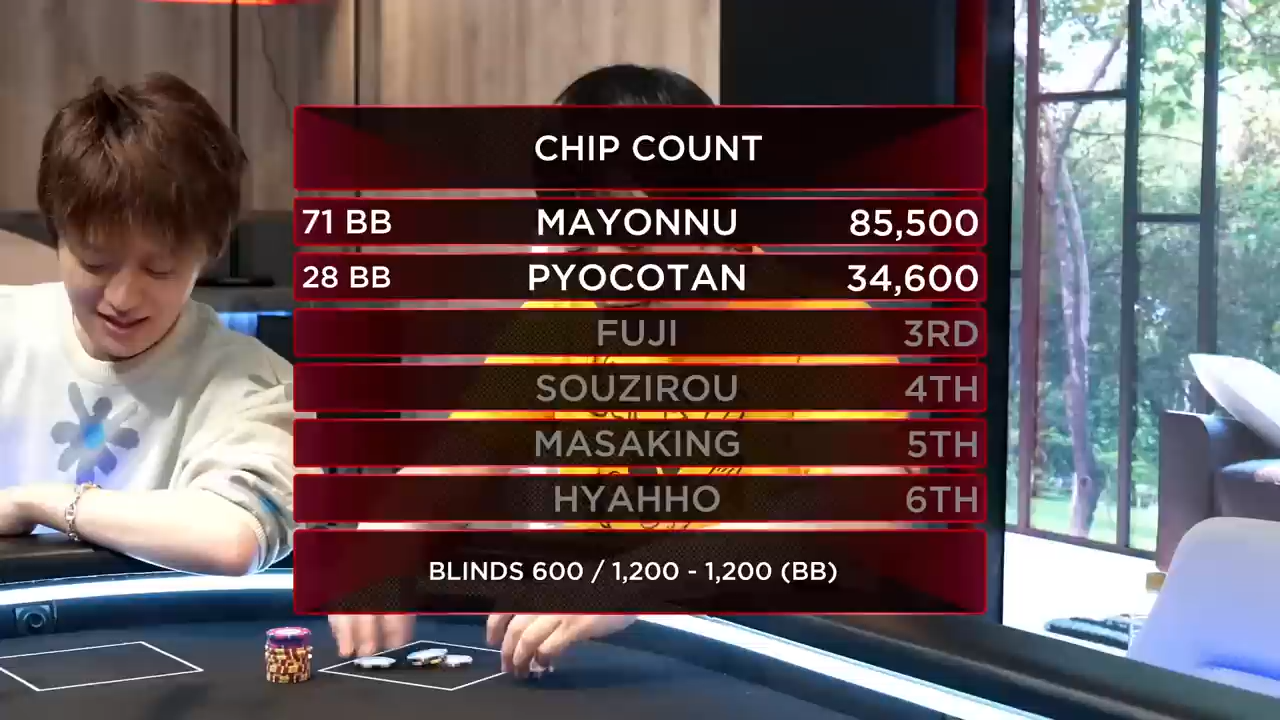 CHIP COUNT
71 BB MAYONNU 85,500
28 BB PYOCOTAN 34,600
FUJI 3RD
SOUZIROU 4TH
MASAKING 5TH
HYAHHO 6TH
BLINDS 600 / 1,200 - 1,200 (BB)